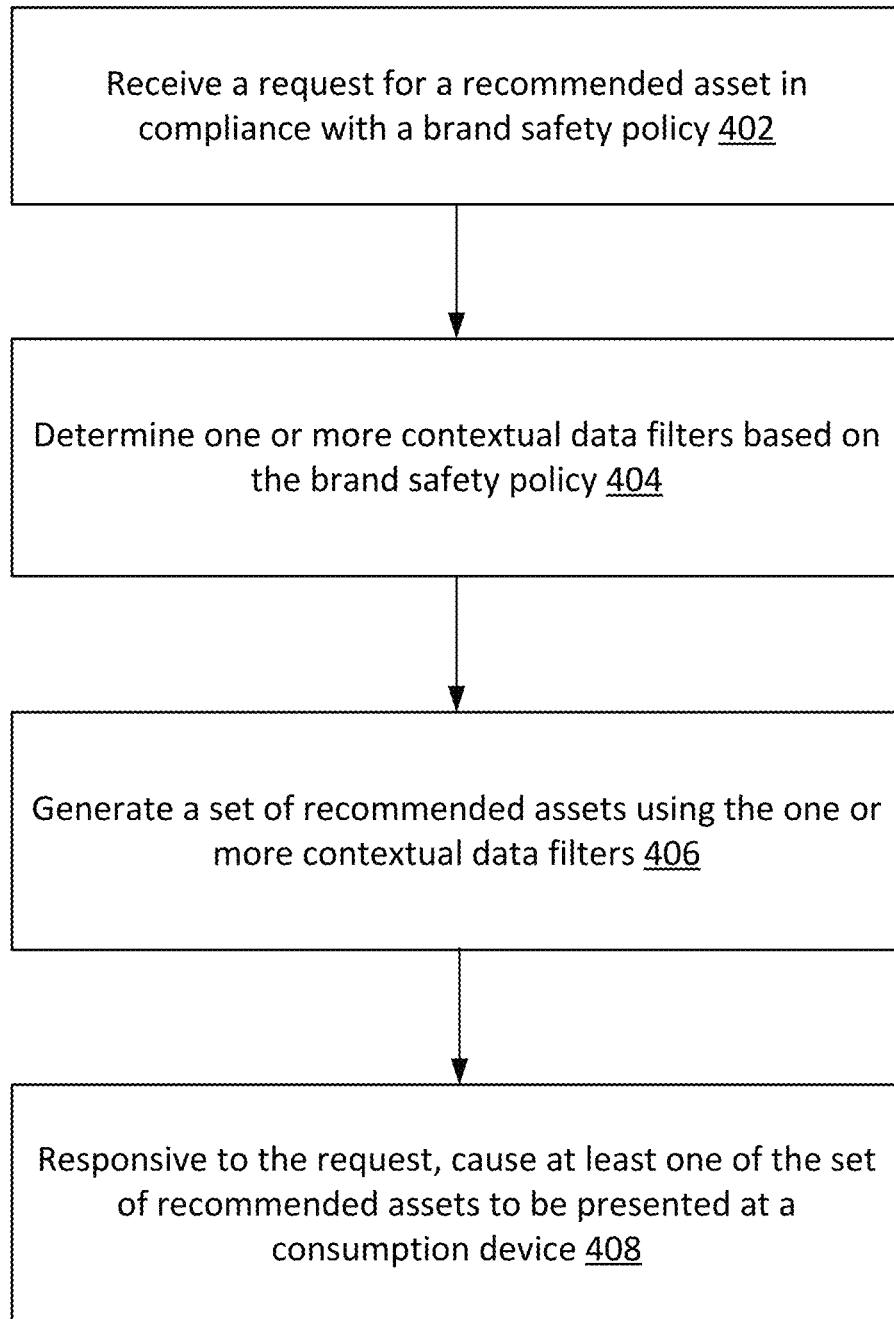 Receive a request for a recommended asset in
compliance with a brand safety policy 402
Determine one or more contextual data filters based on
the brand safety policy 404
Generate a set of recommended assets using the one or
more contextual data filters 406
Responsive to the request, cause at least one of the set
of recommended assets to be presented at a
consumption device 408